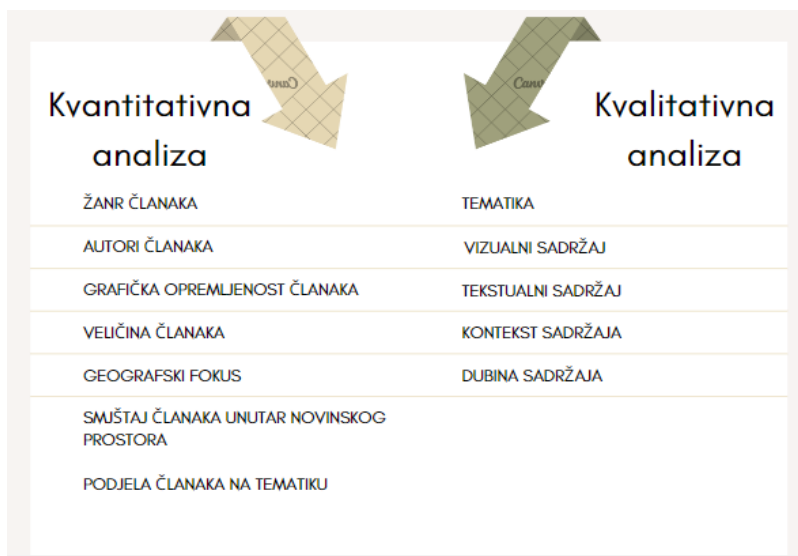 Kvantitativna
analiza
ŽANR ČLANAKA
AUTORI ČLANAKA
GRAFIČKA OPREMLJENOST ČLANAKA
VELIČINA ČLANAKA
GEOGRAFSKI FOKUS
SMJŠTAJ ČLANAKA UNUTAR NOVINSKOG
PROSTORA
PODJELA ČLANAKA NA TEMATIKU
Kvalitativna
analiza
TEMATIKA
VIZUALNI SADRŽAJ
TEKSTUALNI SADRŽAJ
KONTEKST SADRŽAJA
DUBINA SADRŽAJA